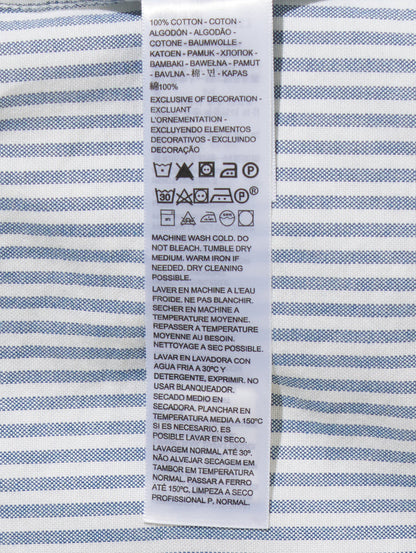 100% COTTON - COTON -
ALGODÓN - ALGODÃO -
COTONE - BAUMWOLLE -
KATOEN - PAMUK - ХЛОПОК -
BAMBAKI - BAWEŁNA - PAMUT
- BAVLNA - 棉 - 면 - KAPAS
綿100%
EXCLUSIVE OF DECORATION -
EXCLUANT
L'ORNEMENTATION -
EXCLUYENDO ELEMENTOS
DECORATIVOS - EXCLUINDO
DECORAÇÃO
P
30 P ®
MACHINE WASH COLD. DO
NOT BLEACH. TUMBLE DRY
MEDIUM. WARM IRON IF
NEEDED. DRY CLEANING
POSSIBLE.
LAVER EN MACHINE A L'EAU
FROIDE. NE PAS BLANCHIR.
SECHER EN MACHINE A
TEMPERATURE MOYENNE.
REPASSER A TEMPERATURE
MOYENNE AU BESOIN.
NETTOYAGE A SEC POSSIBLE.
LAVAR EN LAVADORA CON
AGUA FRIA A 30ºC Y
DETERGENTE, EXPRIMIR. NO
USAR BLANQUEADOR.
SECADO MEDIO EN
SECADORA. PLANCHAR EN
TEMPERATURA MEDIA A 150ºC
SI ES NECESARIO. ES
POSIBLE LAVAR EN SECO.
LAVAGEM NORMAL ATÉ 30º.
NÃO ALVEJAR SECAGEM EM
TAMBOR EM TEMPERATURA
NORMAL. PASSAR A FERRO
ATÉ 150ºC. LIMPEZA A SECO
PROFISSIONAL P, NORMAL.